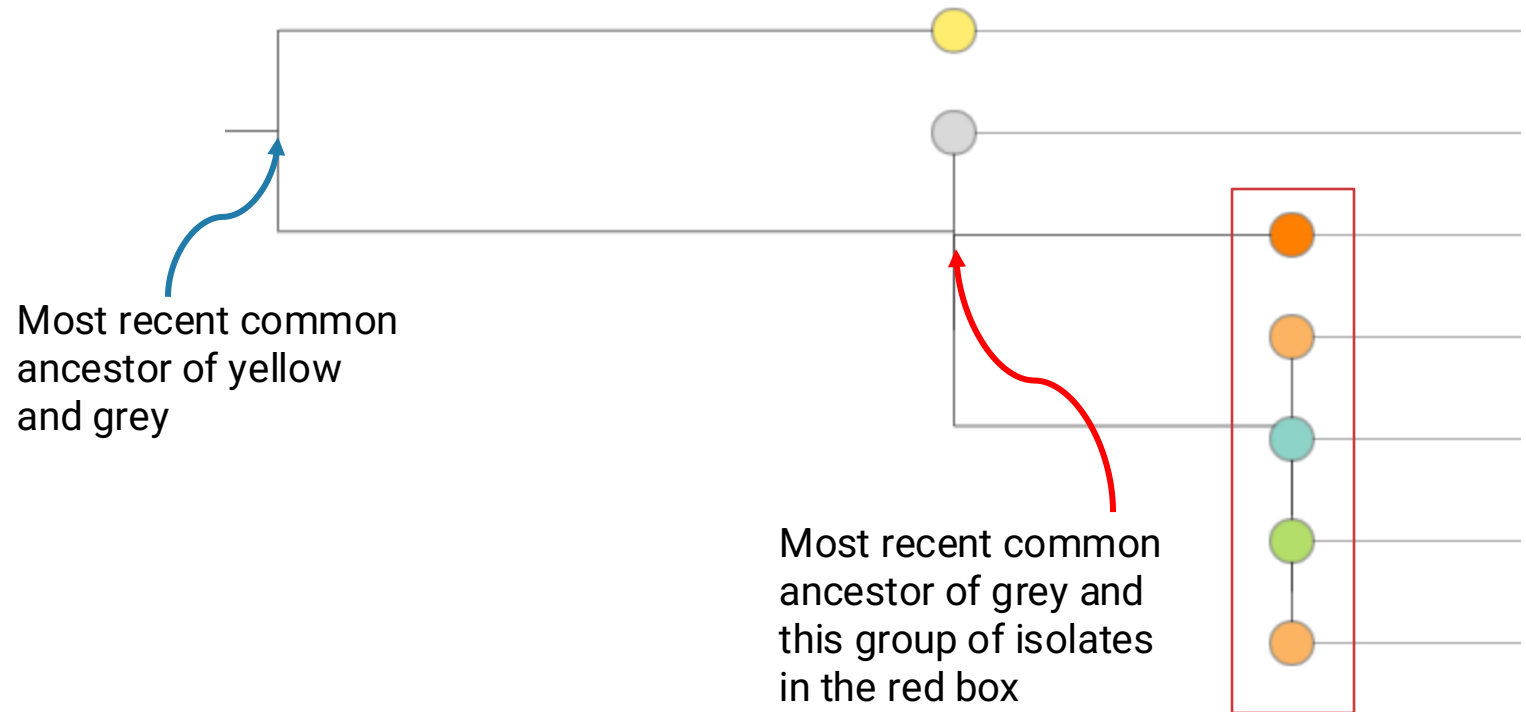 Most recent common
ancestor of yellow
and grey
Most recent common
ancestor of grey and
this group of isolates
in the red box